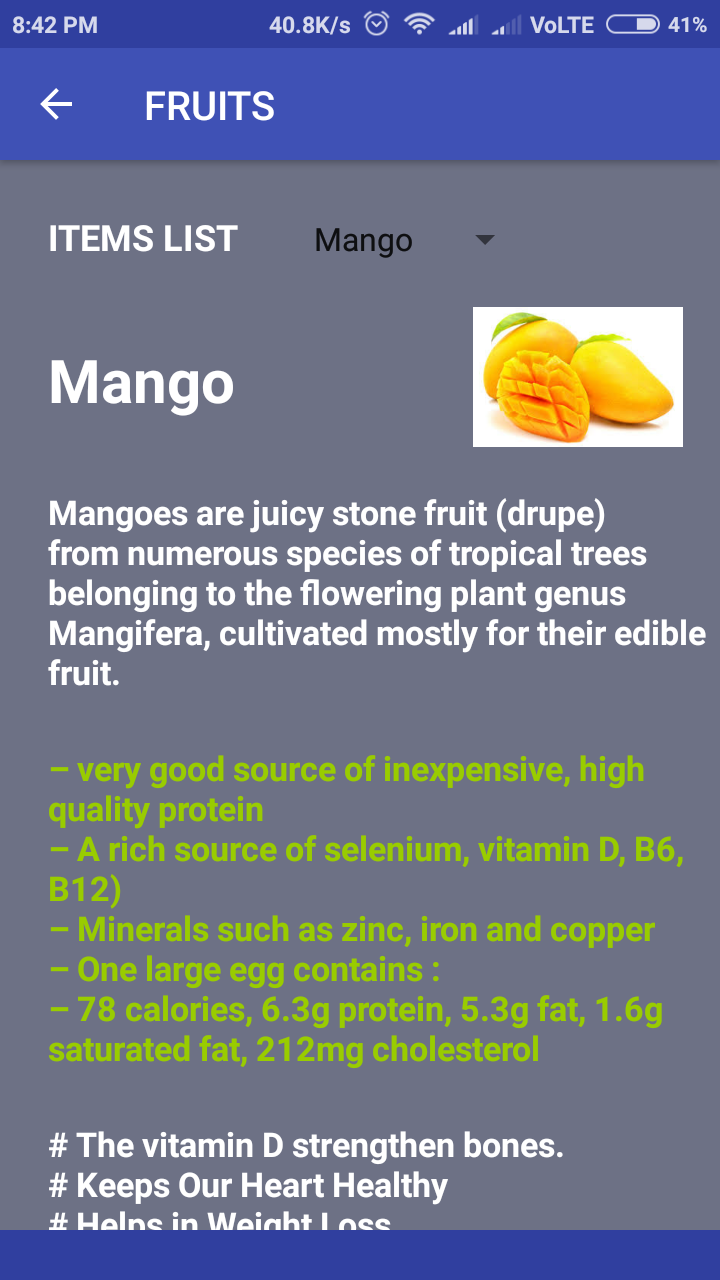 8:42 PM 40.8K/s VoLTE 41%
FRUITS
ITEMS LIST Mango
Mango
Mangoes are juicy stone fruit (drupe)
from numerous species of tropical trees
belonging to the flowering plant genus
Mangifera, cultivated mostly for their edible
fruit.
– very good source of inexpensive, high
quality protein
– A rich source of selenium, vitamin D, B6,
B12)
– Minerals such as zinc, iron and copper
– One large egg contains :
– 78 calories, 6.3g protein, 5.3g fat, 1.6g
saturated fat, 212mg cholesterol
# The vitamin D strengthen bones.
# Keeps Our Heart Healthy
# Helps in Weight Loss